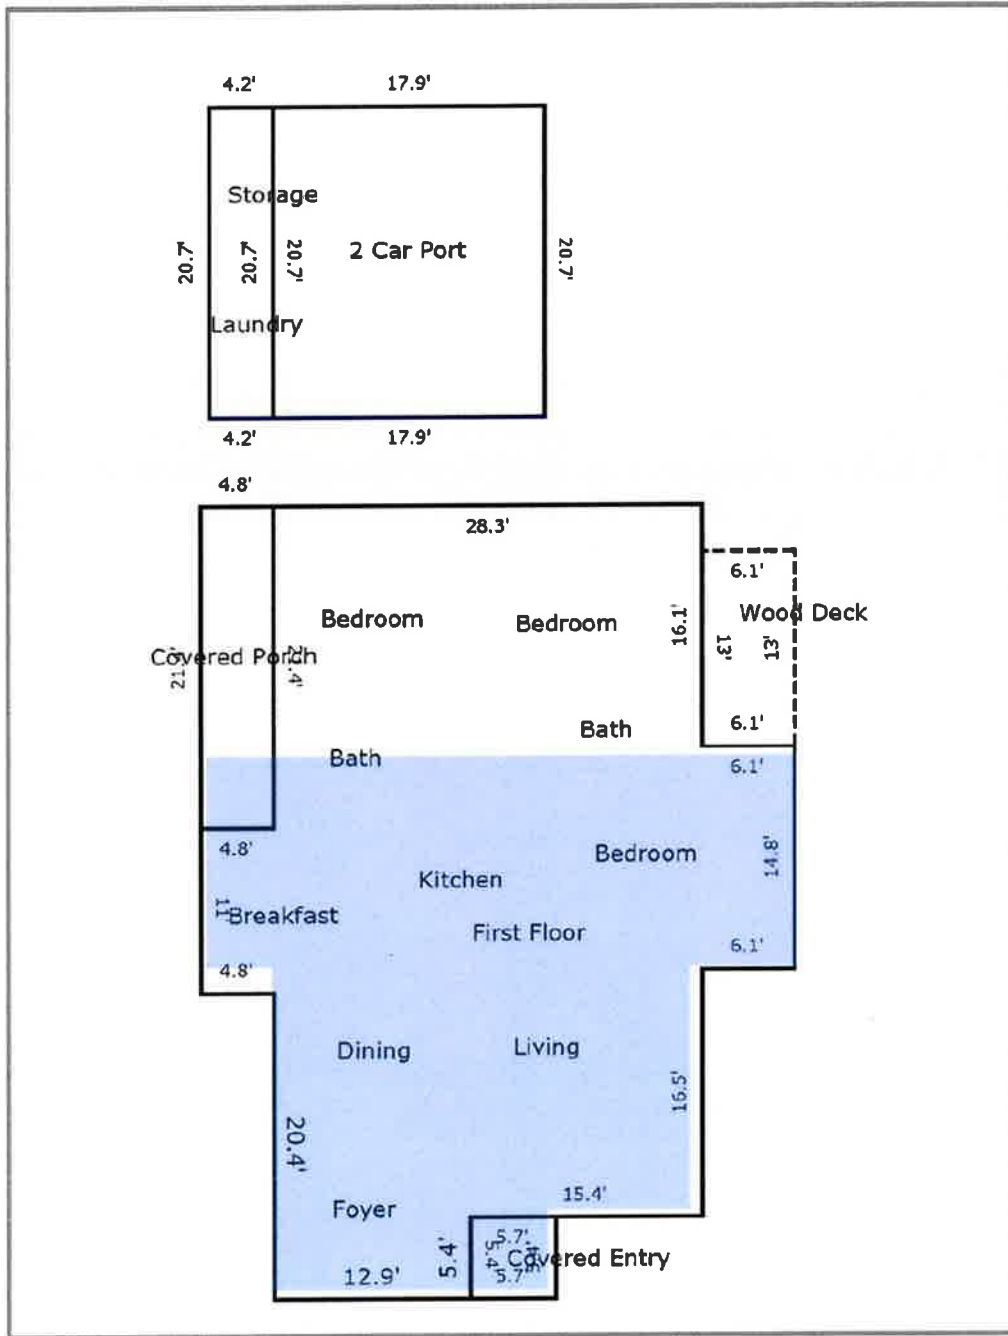 4.2' 17.9'
Storage
2 Car Port
20.7' 20.7' 20.7' 20.7'
Laundry
4.2' 17.9'
4.8'
28.3'
6.1'
Bedroom Bedroom
16.1'
Wood Deck
13' 13'
Covered Porch
Bath
6.1'
Bath
6.1'
4.8'
Bedroom
14.8'
Kitchen
11'
Breakfast
First Floor
6.1'
4.8'
Dining Living
16.5'
20.4'
15.4'
Foyer
5.4'
5.7'
5.4'
Covered Entry
12.9'
5.7'